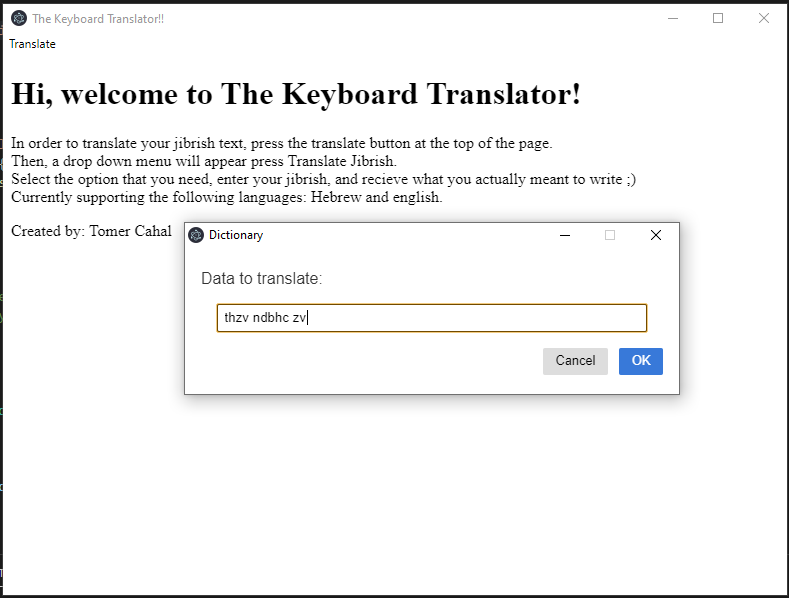 The Keyboard Translator!!
Translate
Hi, welcome to The Keyboard Translator!
In order to translate your jibrish text, press the translate button at the top of the page.
Then, a drop down menu will appear press Translate Jibrish.
Select the option that you need, enter your jibrish, and recieve what you actually meant to write ;)
Currently supporting the following languages: Hebrew and english.
Created by: Tomer Cahal
Dictionary
Data to translate:
thzv ndbhc zv
Cancel
OK